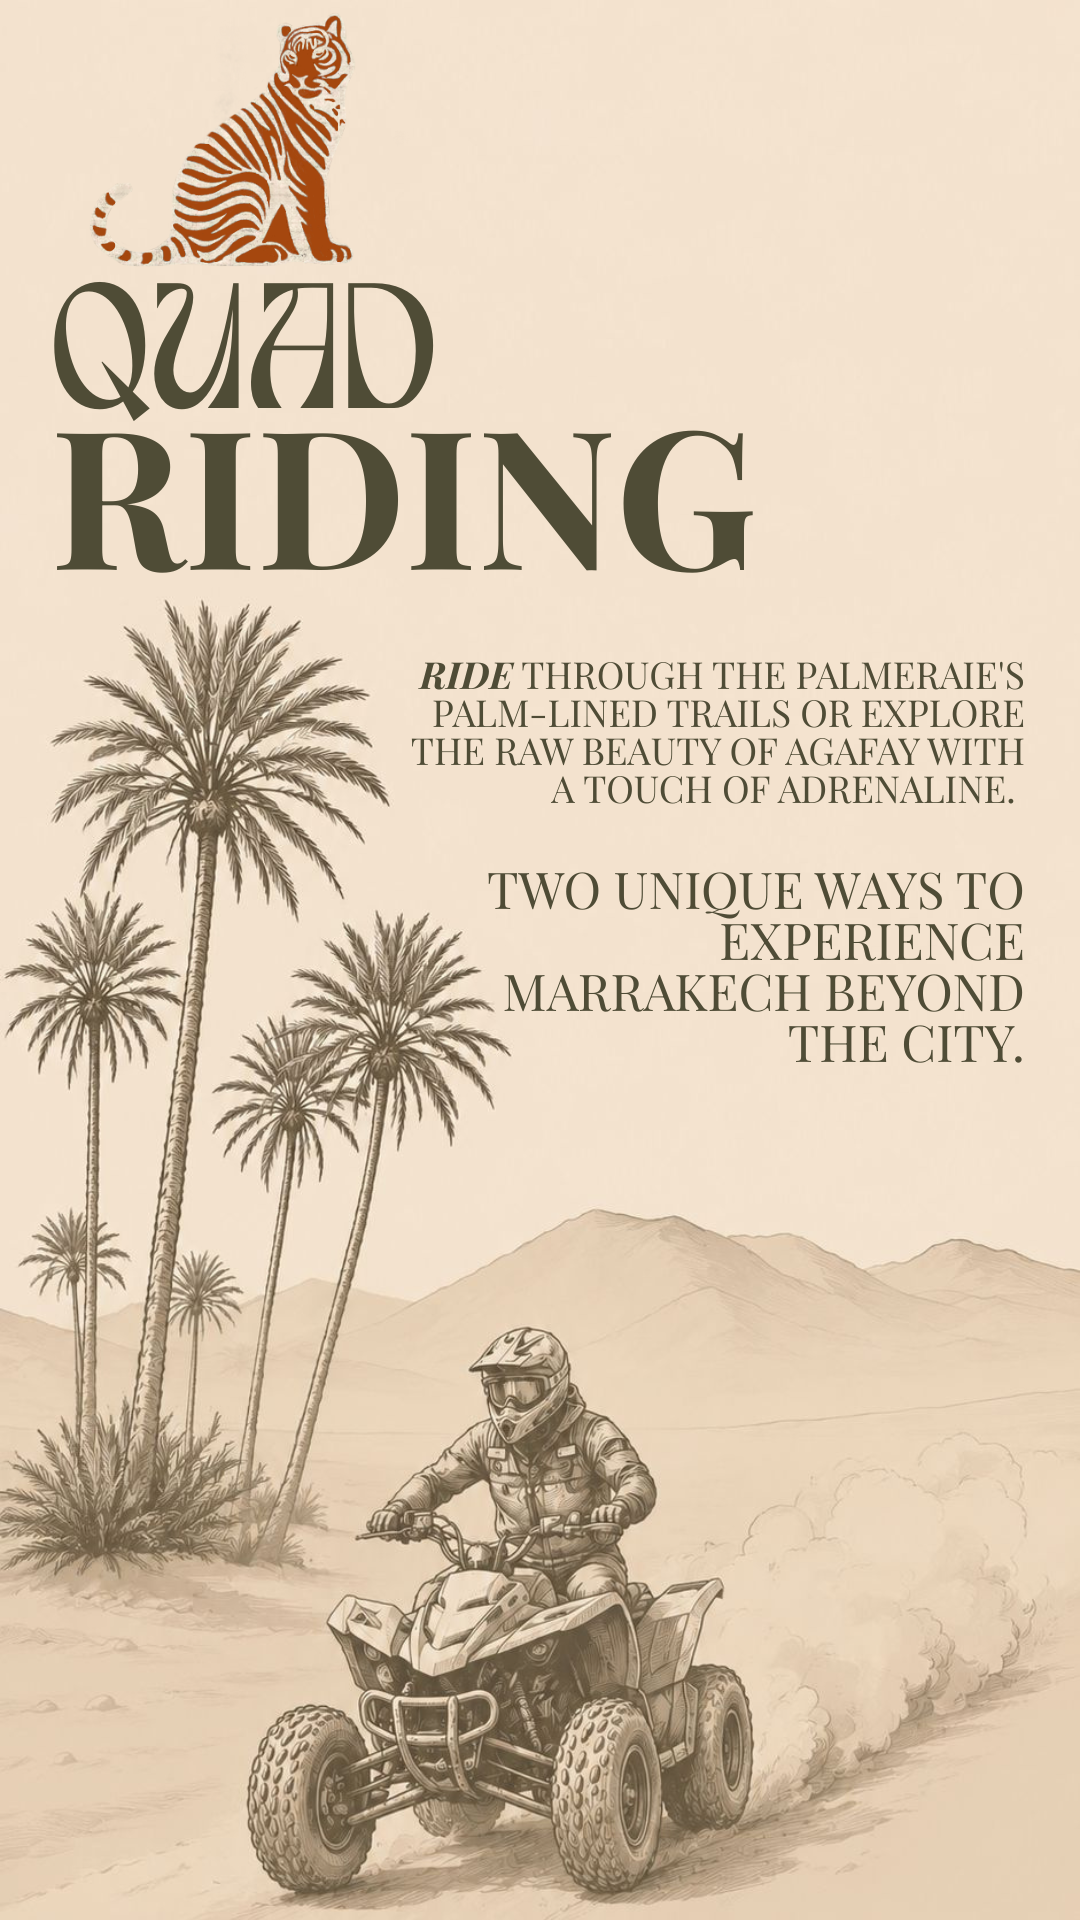 QUAD
RIDING
RIDE THROUGH THE PALMERAIE'S
PALM-LINED TRAILS OR EXPLORE
THE RAW BEAUTY OF AGAFAY WITH
A TOUCH OF ADRENALINE.
TWO UNIQUE WAYS TO
EXPERIENCE
MARRAKECH BEYOND
THE CITY.